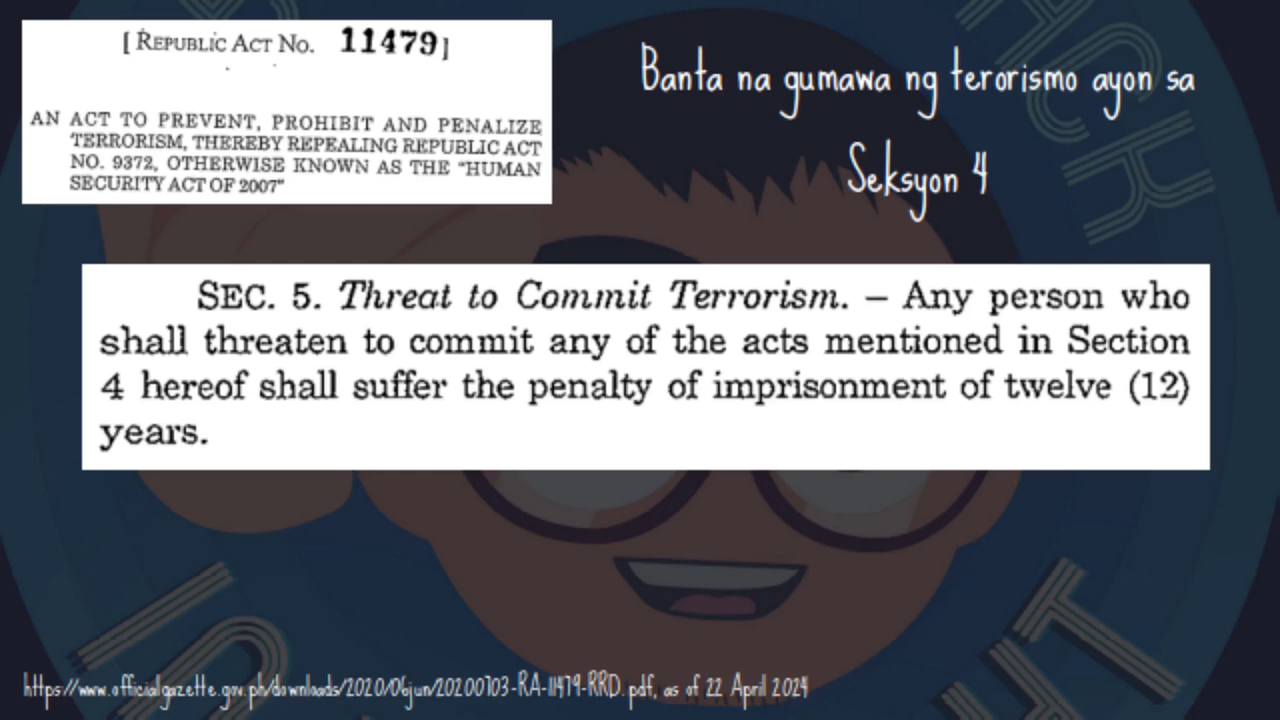 [ REPUBLIC ACT NO. 11479 ]
AN ACT TO PREVENT, PROHIBIT AND PENALIZE
TERRORISM, THEREBY REPEALING REPUBLIC ACT
NO. 9372, OTHERWISE KNOWN AS THE "HUMAN
SECURITY ACT OF 2007"
Banta na gumawa ng terorismo ayon sa
Seksyon 4
SEC. 5. Threat to Commit Terrorism. – Any person who
shall threaten to commit any of the acts mentioned in Section
4 hereof shall suffer the penalty of imprisonment of twelve (12)
years.
https://www.officialgazette.gov.ph/downloads/2020/06jun/20200703-RA-11479-RRD.pdf, as of 22 April 2024